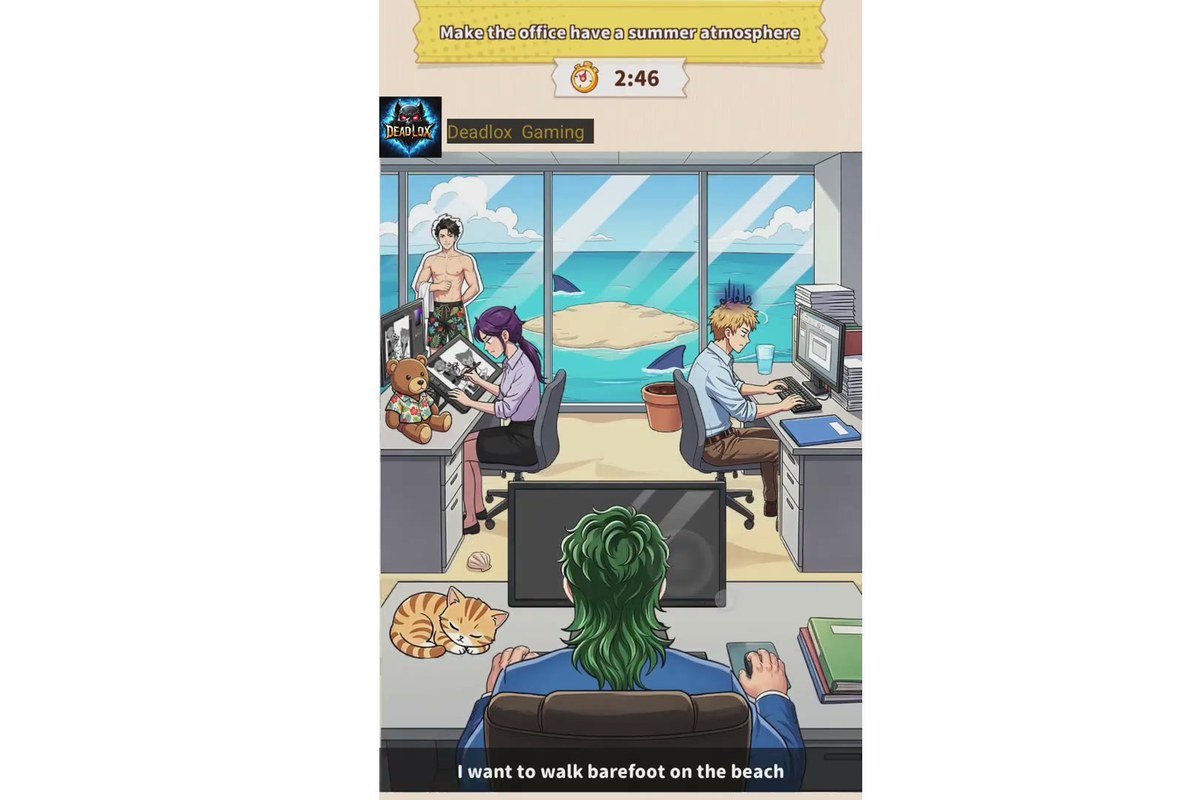 Make the office have a summer atmosphere
2:46
DEADLOX
Deadlox Gaming
I want to walk barefoot on the beach